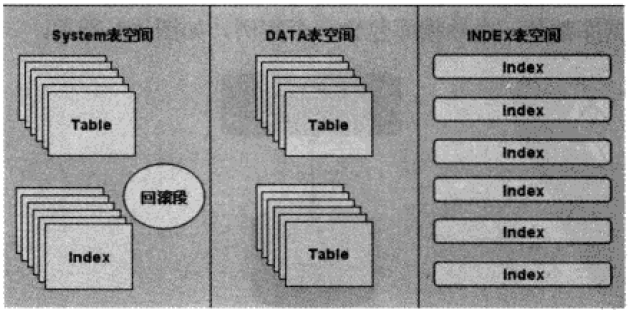 System表空间
DATA表空间
INDEX表空间
Table
回滚段
Index
Table
Table
Index
Index
Index
Index
Index
Index